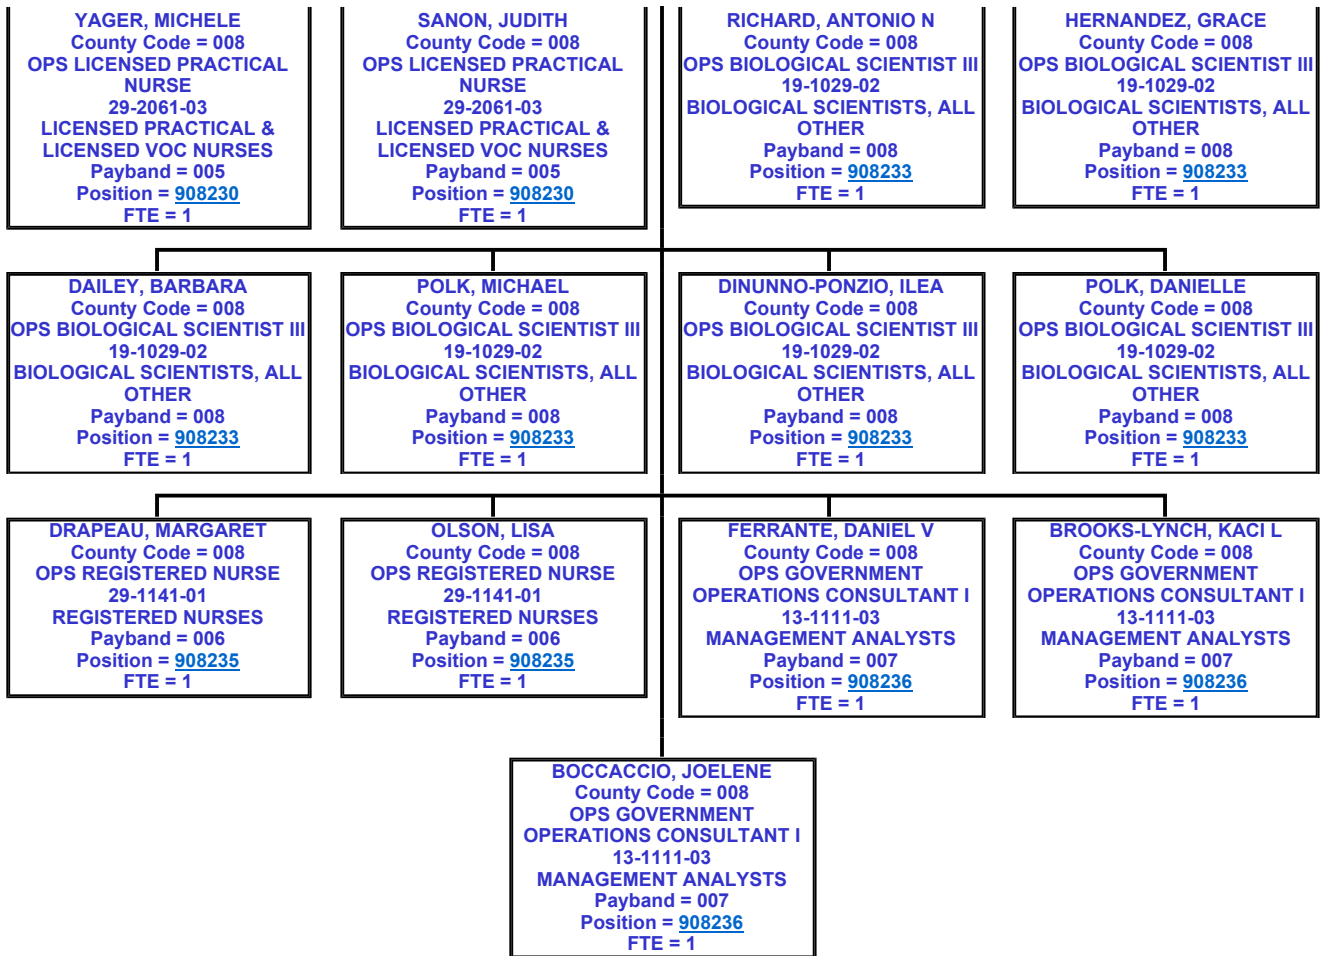 YAGER, MICHELE
County Code = 008
OPS LICENSED PRACTICAL
NURSE
29-2061-03
LICENSED PRACTICAL &
LICENSED VOC NURSES
Payband = 005
Position = 908230
FTE = 1
SANON, JUDITH
County Code = 008
OPS LICENSED PRACTICAL
NURSE
29-2061-03
LICENSED PRACTICAL &
LICENSED VOC NURSES
Payband = 005
Position = 908230
FTE = 1
RICHARD, ANTONIO N
County Code = 008
OPS BIOLOGICAL SCIENTIST III
19-1029-02
BIOLOGICAL SCIENTISTS, ALL
OTHER
Payband = 008
Position = 908233
FTE = 1
HERNANDEZ, GRACE
County Code = 008
OPS BIOLOGICAL SCIENTIST III
19-1029-02
BIOLOGICAL SCIENTISTS, ALL
OTHER
Payband = 008
Position = 908233
FTE = 1
DAILEY, BARBARA
County Code = 008
OPS BIOLOGICAL SCIENTIST III
19-1029-02
BIOLOGICAL SCIENTISTS, ALL
OTHER
Payband = 008
Position = 908233
FTE = 1
POLK, MICHAEL
County Code = 008
OPS BIOLOGICAL SCIENTIST III
19-1029-02
BIOLOGICAL SCIENTISTS, ALL
OTHER
Payband = 008
Position = 908233
FTE = 1
DINUNNO-PONZIO, ILEA
County Code = 008
OPS BIOLOGICAL SCIENTIST III
19-1029-02
BIOLOGICAL SCIENTISTS, ALL
OTHER
Payband = 008
Position = 908233
FTE = 1
POLK, DANIELLE
County Code = 008
OPS BIOLOGICAL SCIENTIST III
19-1029-02
BIOLOGICAL SCIENTISTS, ALL
OTHER
Payband = 008
Position = 908233
FTE = 1
DRAPEAU, MARGARET
County Code = 008
OPS REGISTERED NURSE
29-1141-01
REGISTERED NURSES
Payband = 006
Position = 908235
FTE = 1
OLSON, LISA
County Code = 008
OPS REGISTERED NURSE
29-1141-01
REGISTERED NURSES
Payband = 006
Position = 908235
FTE = 1
FERRANTE, DANIEL V
County Code = 008
OPS GOVERNMENT
OPERATIONS CONSULTANT I
13-1111-03
MANAGEMENT ANALYSTS
Payband = 007
Position = 908236
FTE = 1
BROOKS-LYNCH, KACI L
County Code = 008
OPS GOVERNMENT
OPERATIONS CONSULTANT I
13-1111-03
MANAGEMENT ANALYSTS
Payband = 007
Position = 908236
FTE = 1
BOCCACCIO, JOELENE
County Code = 008
OPS GOVERNMENT
OPERATIONS CONSULTANT I
13-1111-03
MANAGEMENT ANALYSTS
Payband = 007
Position = 908236
FTE = 1